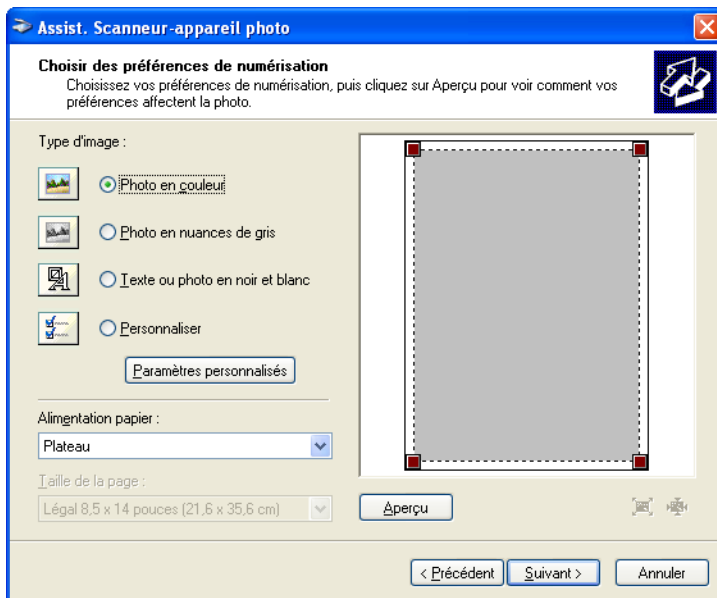 Assist. Scanneur-appareil photo
Choisir des préférences de numérisation
Choisissez vos préférences de numérisation, puis cliquez sur Aperçu pour voir comment vos
préférences affectent la photo.
Type d'image :
Photo en couleur
Photo en nuances de gris
Texte ou photo en noir et blanc
Personnaliser
Paramètres personnalisés
Alimentation papier :
Plateau
Taille de la page :
Légal 8,5 x 14 pouces (21,6 x 35,6 cm)
Aperçu
< Précédent
Suivant >
Annuler